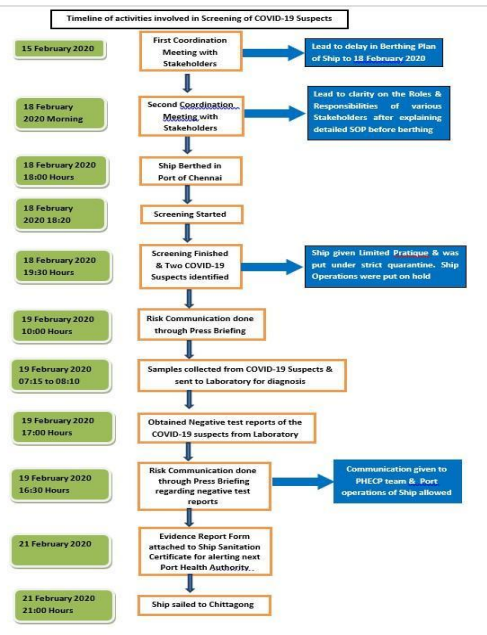 Timeline of activities involved in Screening of COVID-19 Suspects
15 February 2020
First Coordination
Meeting with
Stakeholders
Lead to delay in Berthing Plan
of Ship to 18 February 2020
18 February
2020 Morning
Second Coordination
Meeting with
Stakeholders
Lead to clarity on the Roles &
Responsibilities of various
Stakeholders after explaining
detailed SOP before berthing
18 February 2020
18:00 Hours
Ship Berthed in
Port of Chennai
18 February
2020 18:20
Screening Started
18 February 2020
19:30 Hours
Screening Finished
& Two COVID-19
Suspects identified
Ship given Limited Pratique & was
put under strict quarantine. Ship
Operations were put on hold
19 February 2020
10:00 Hours
Risk Communication done
through Press Briefing
19 February 2020
07:15 to 08:10
Samples collected from COVID-19 Suspects &
sent to Laboratory for diagnosis
19 February 2020
17:00 Hours
Obtained Negative test reports of the
COVID-19 suspects from Laboratory
19 February 2020
16:30 Hours
Risk Communication done
through Press Briefing
regarding negative test
reports
Communication given to
PHECP team & Port
operations of Ship allowed
21 February 2020
Evidence Report Form
attached to Ship Sanitation
Certificate for alerting next
Port Health Authority. .
21 February 2020
21:00 Hours
Ship sailed to Chittagong